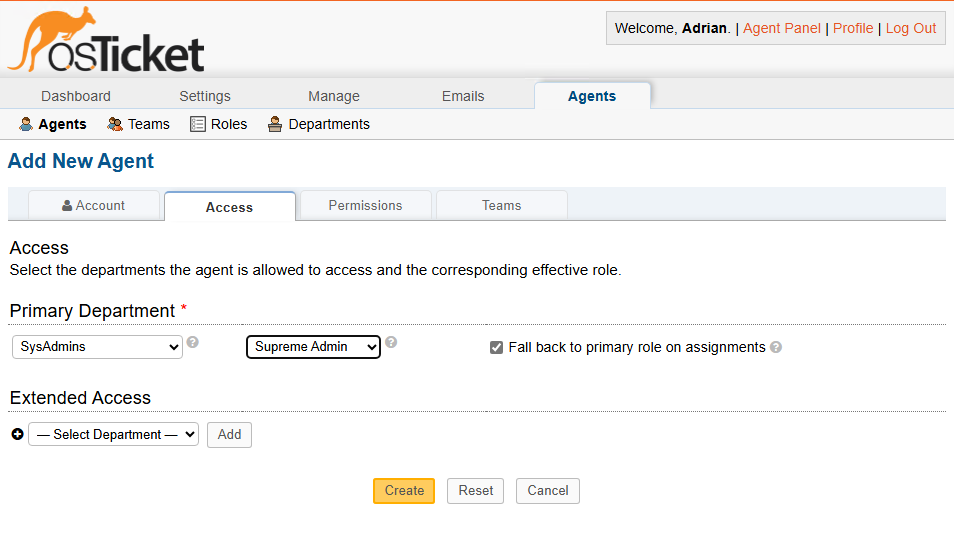 osTicket
Welcome, Adrian. | Agent Panel | Profile | Log Out
Dashboard Settings Manage Emails Agents
Agents Teams Roles Departments
Add New Agent
Account Access Permissions Teams
Access
Select the departments the agent is allowed to access and the corresponding effective role.
Primary Department *
SysAdmins ? Supreme Admin ? Fall back to primary role on assignments ?
Extended Access
— Select Department — Add
Create Reset Cancel